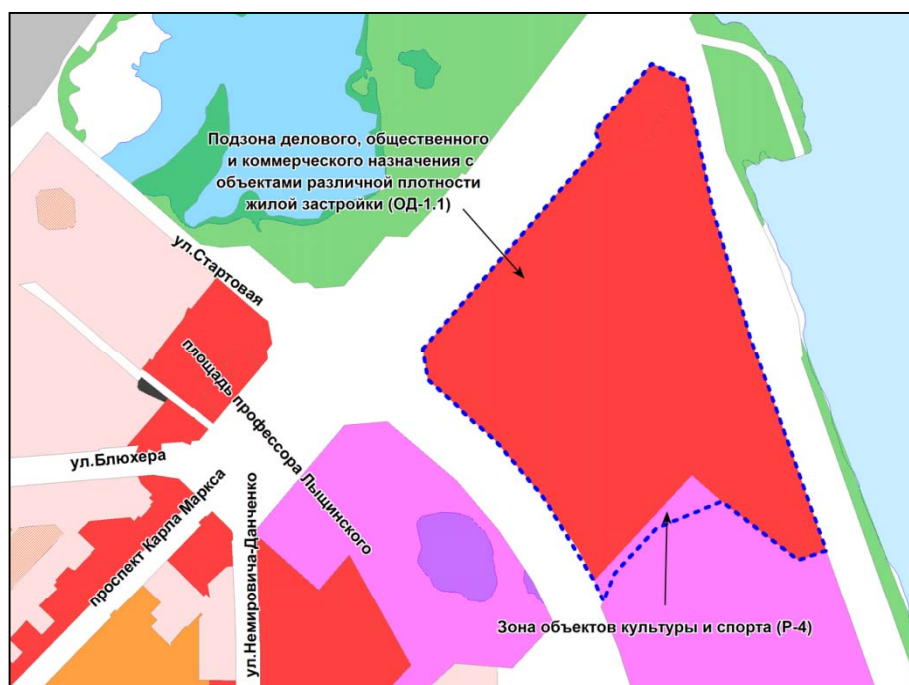 Подзона делового, общественного
и коммерческого назначения с
объектами различной плотности
жилой застройки (ОД-1.1)
ул.Стартовая
площадь профессора Лыщинского
ул.Блюхера
проспект Карла Маркса
ул.Немировича-Данченко
Зона объектов культуры и спорта (Р-4)